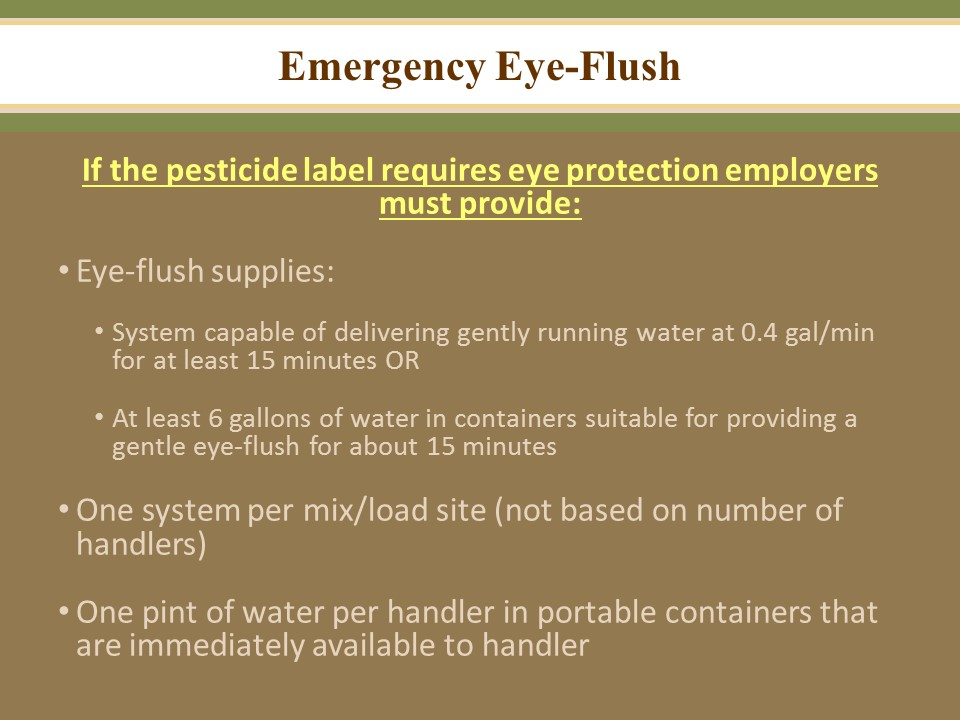 Emergency Eye-Flush
If the pesticide label requires eye protection employers
must provide:
• Eye-flush supplies:
• System capable of delivering gently running water at 0.4 gal/min
for at least 15 minutes OR
• At least 6 gallons of water in containers suitable for providing a
gentle eye-flush for about 15 minutes
• One system per mix/load site (not based on number of
handlers)
• One pint of water per handler in portable containers that
are immediately available to handler